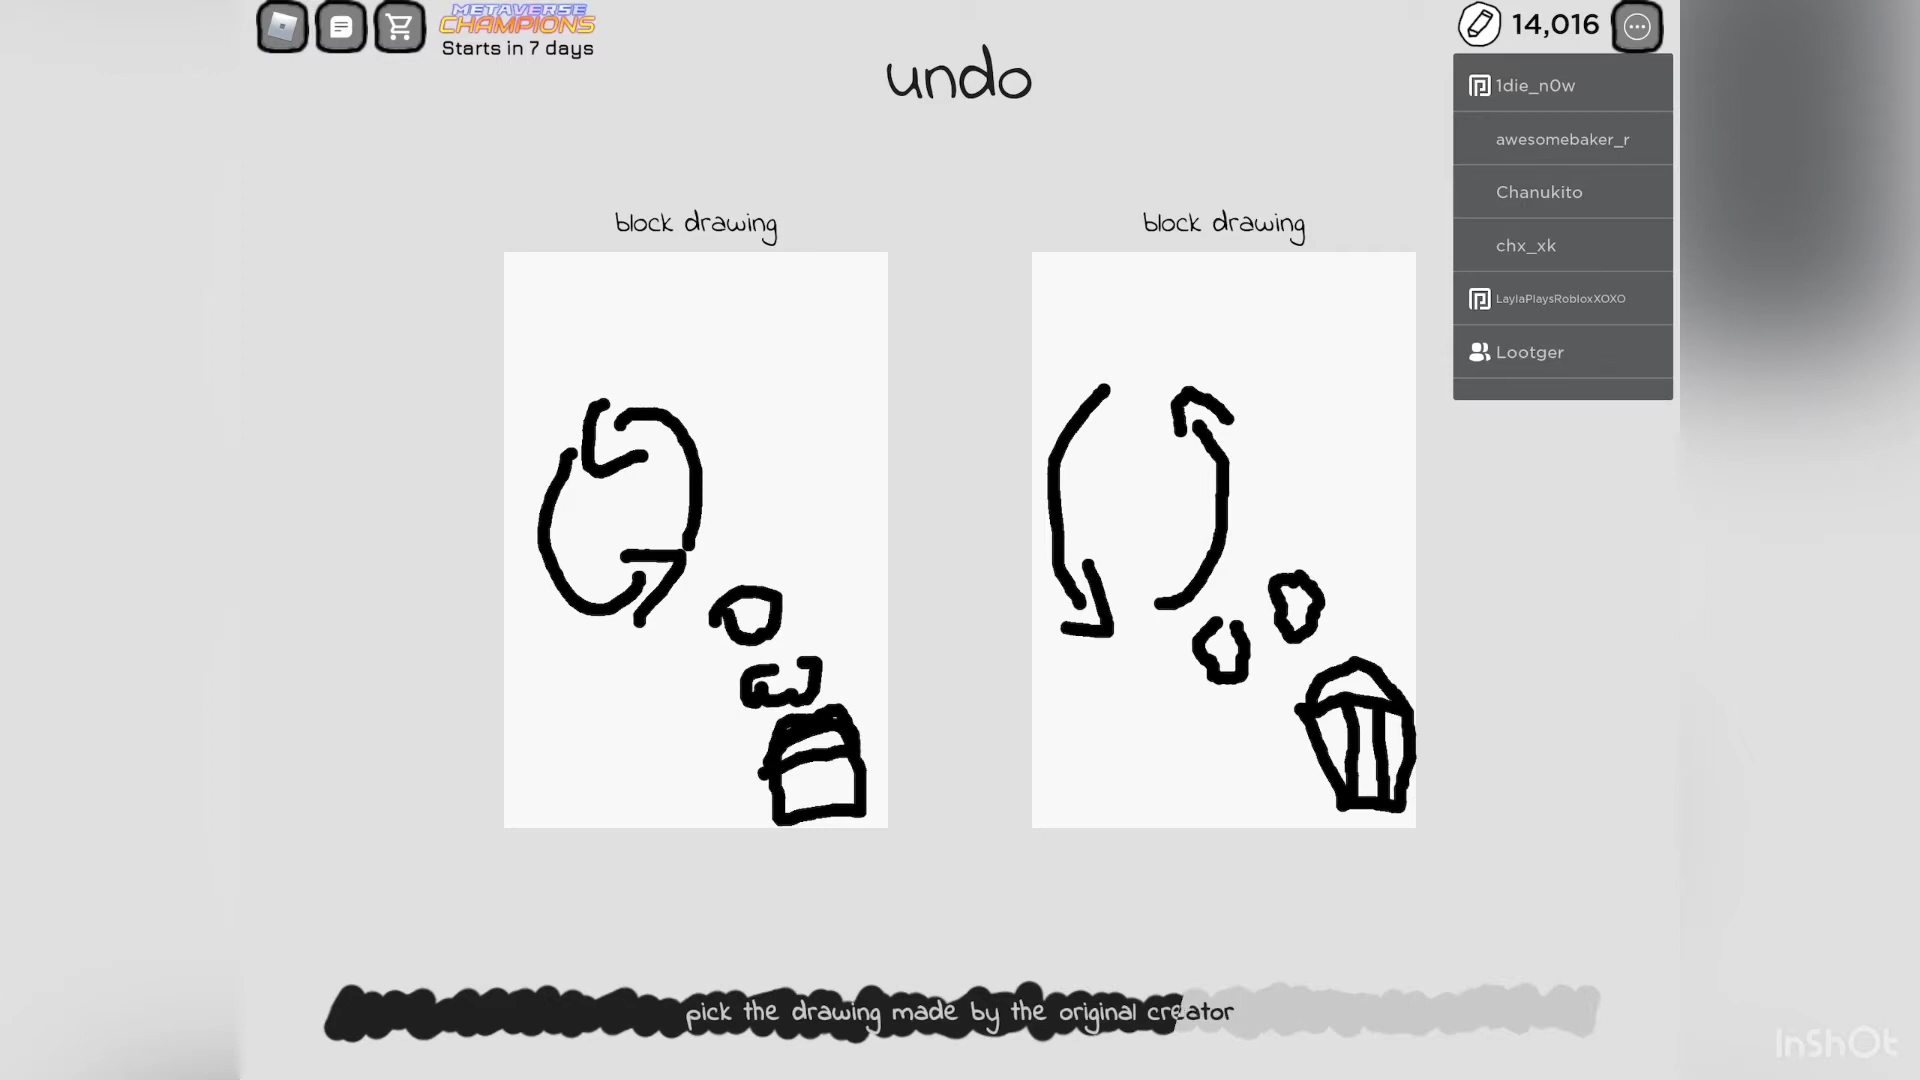 METAVERSE
CHAMPIONS
Starts in 7 days
14,016
undo
1die_n0w
awesomebaker_r
Chanukito
chx_xk
LaylaPlaysRobloxXOXO
Lootger
block drawing
block drawing
pick the drawing made by the original creator
InShOt